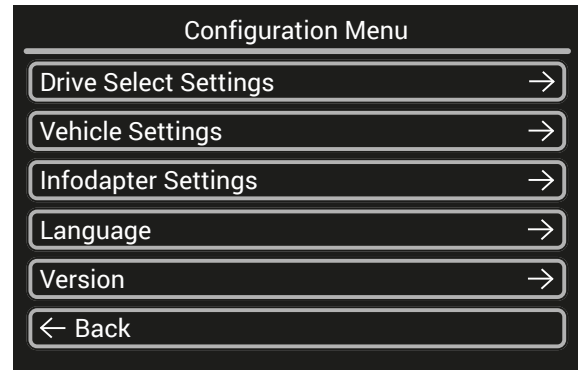 Configuration Menu
Drive Select Settings →
Vehicle Settings →
Infodapter Settings →
Language →
Version →
← Back